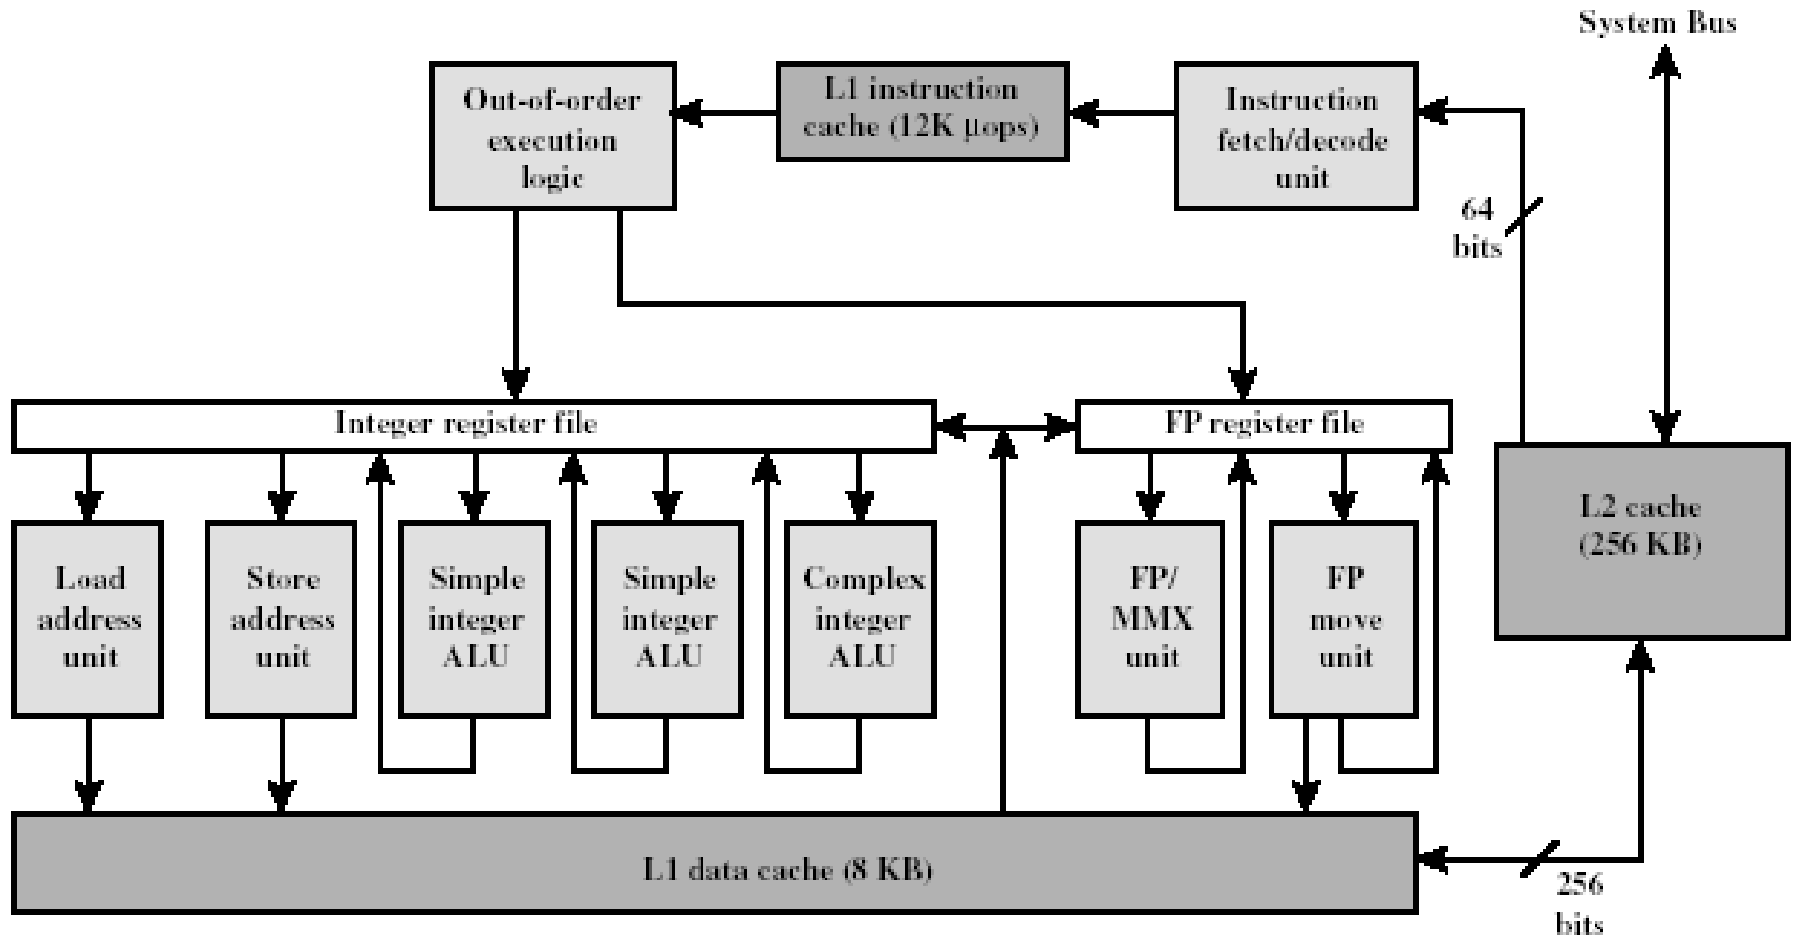 System Bus
Out-of-order
execution
logic
L1 instruction
cache (12K μops)
Instruction
fetch/decode
unit
64
bits
Integer register file
FP register file
L2 cache
(256 KB)
Load
address
unit
Store
address
unit
Simple
integer
ALU
Simple
integer
ALU
Complex
integer
ALU
FP/
MMX
unit
FP
move
unit
L1 data cache (8 KB)
256
bits